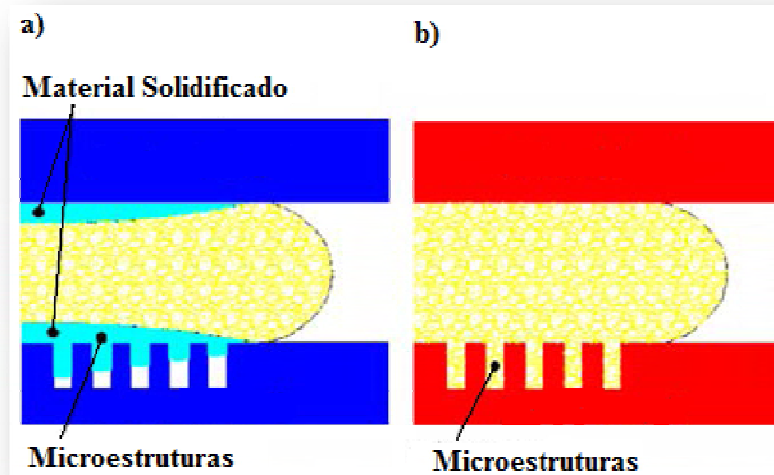 a)
b)
Material Solidificado
Microestruturas
Microestruturas